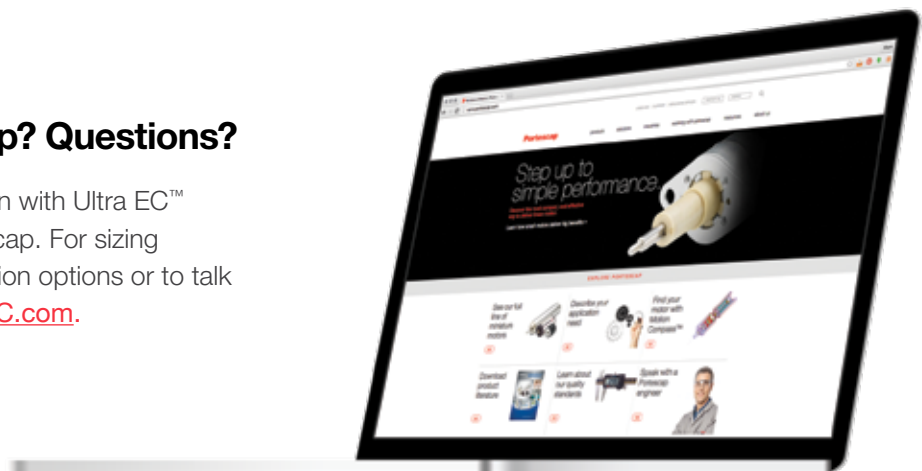 p? Questions?
n with Ultra EC™
cap. For sizing
ion options or to talk
C.com.
Portescap
Step up to
simple performance.
EXPLORE PORTESCAP
See our full
line of
miniature
motors
Describe your
application
need
Find your
motor with
Motion
Compass™
Download
product
literature
Learn about
our quality
standards
Speak with a
Portescap
engineer